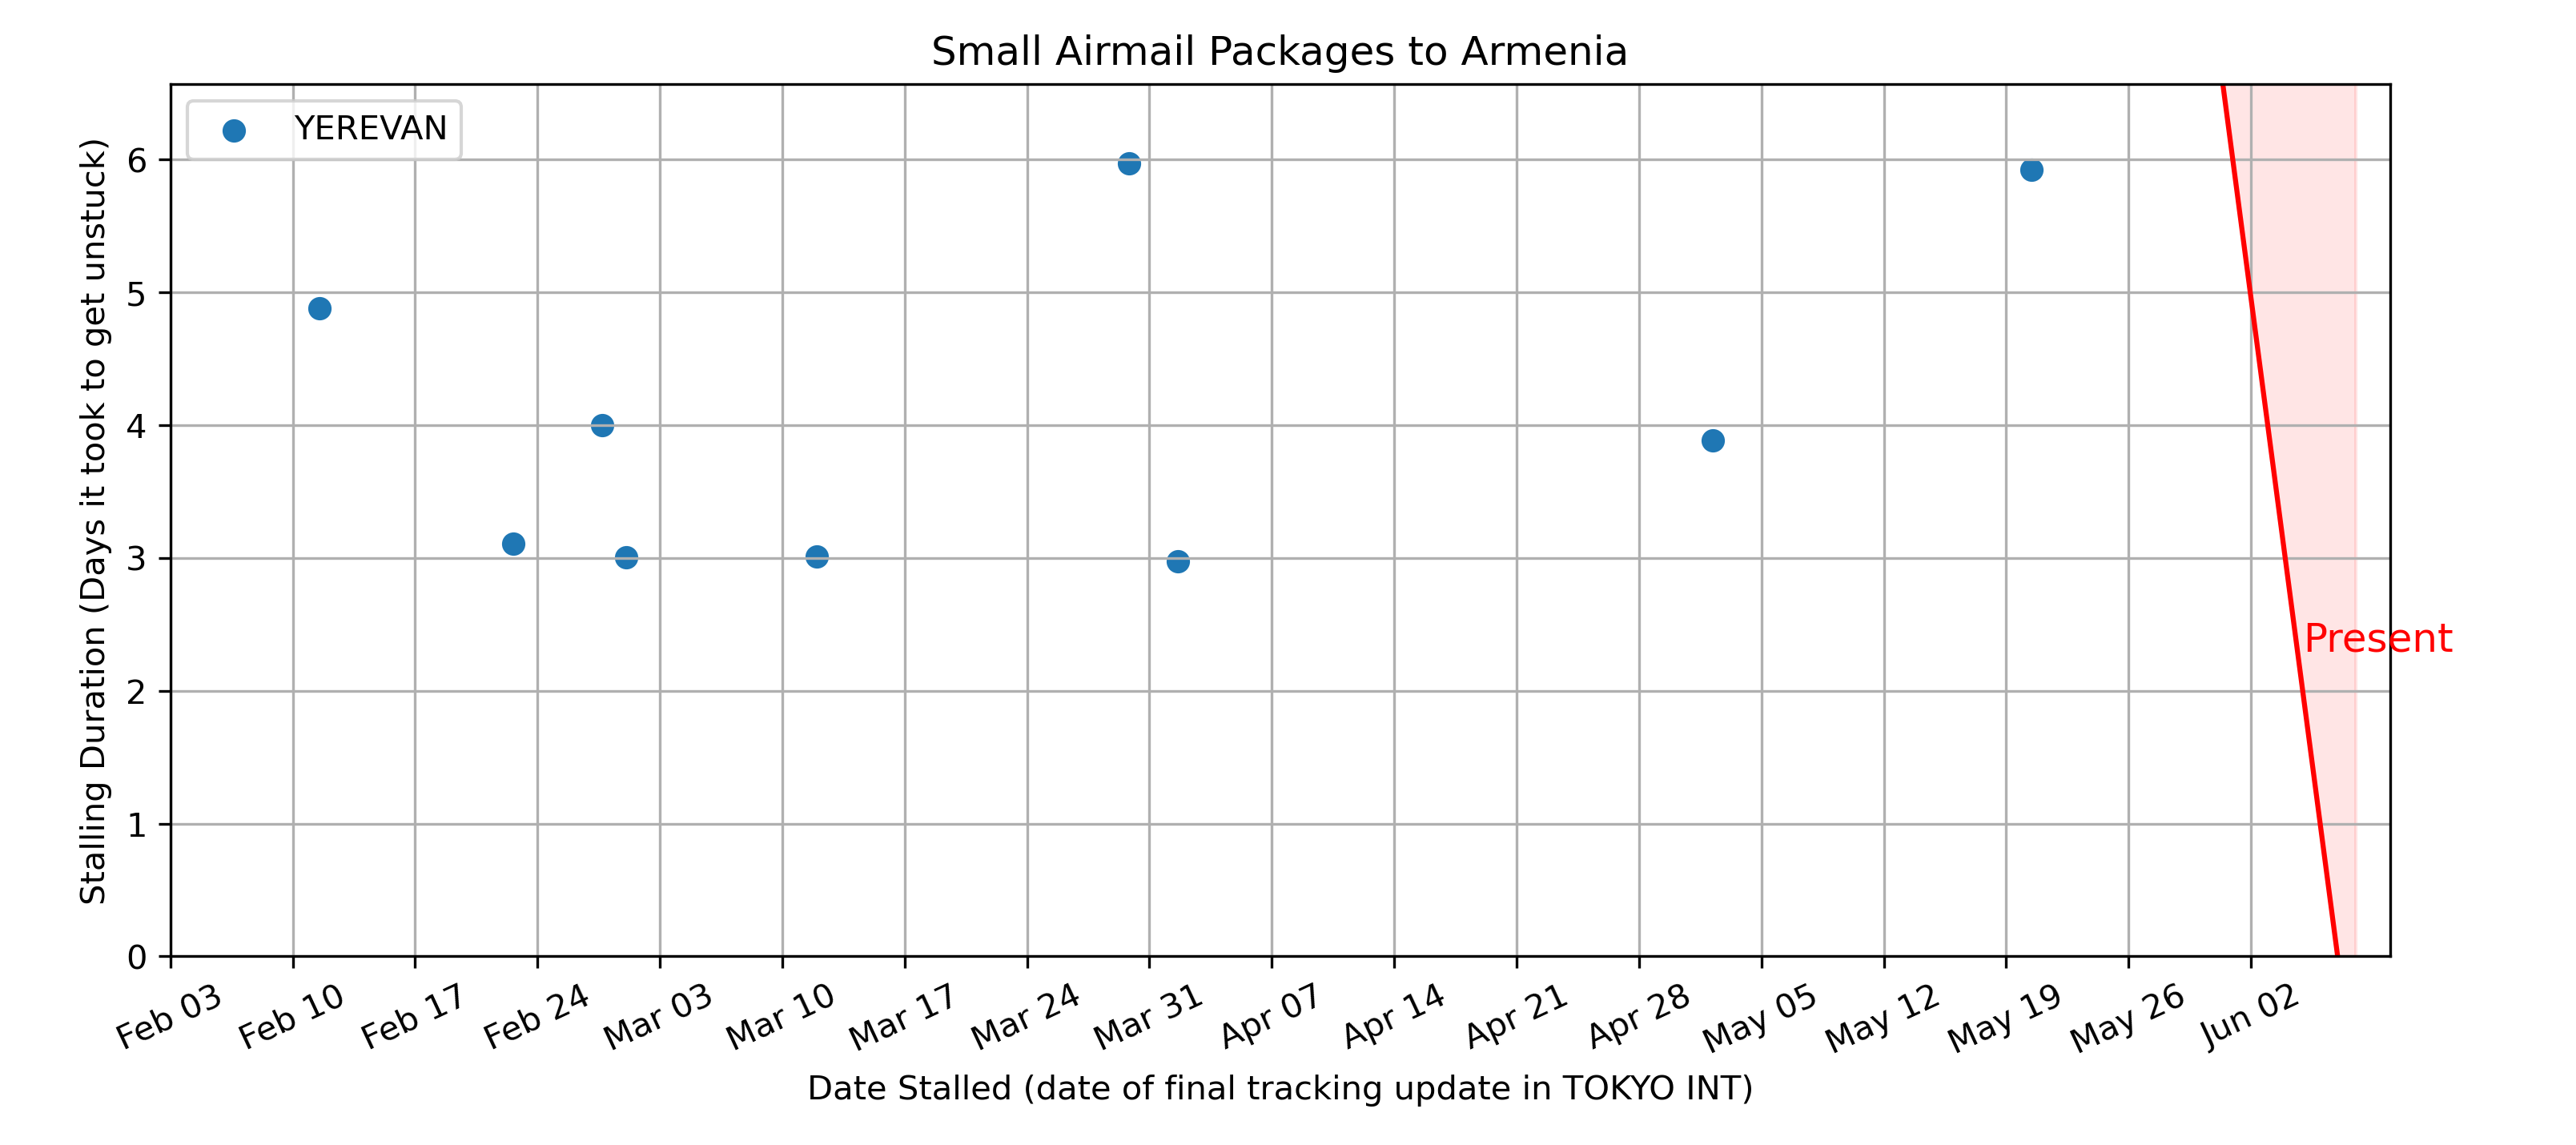 Small Airmail Packages to Armenia
YEREVAN
Stalling Duration (Days it took to get unstuck)
6
5
4
3
2
1
0
Present
Feb 03
Feb 10
Feb 17
Feb 24
Mar 03
Mar 10
Mar 17
Mar 24
Mar 31
Apr 07
Apr 14
Apr 21
Apr 28
May 05
May 12
May 19
May 26
Jun 02
Date Stalled (date of final tracking update in TOKYO INT)